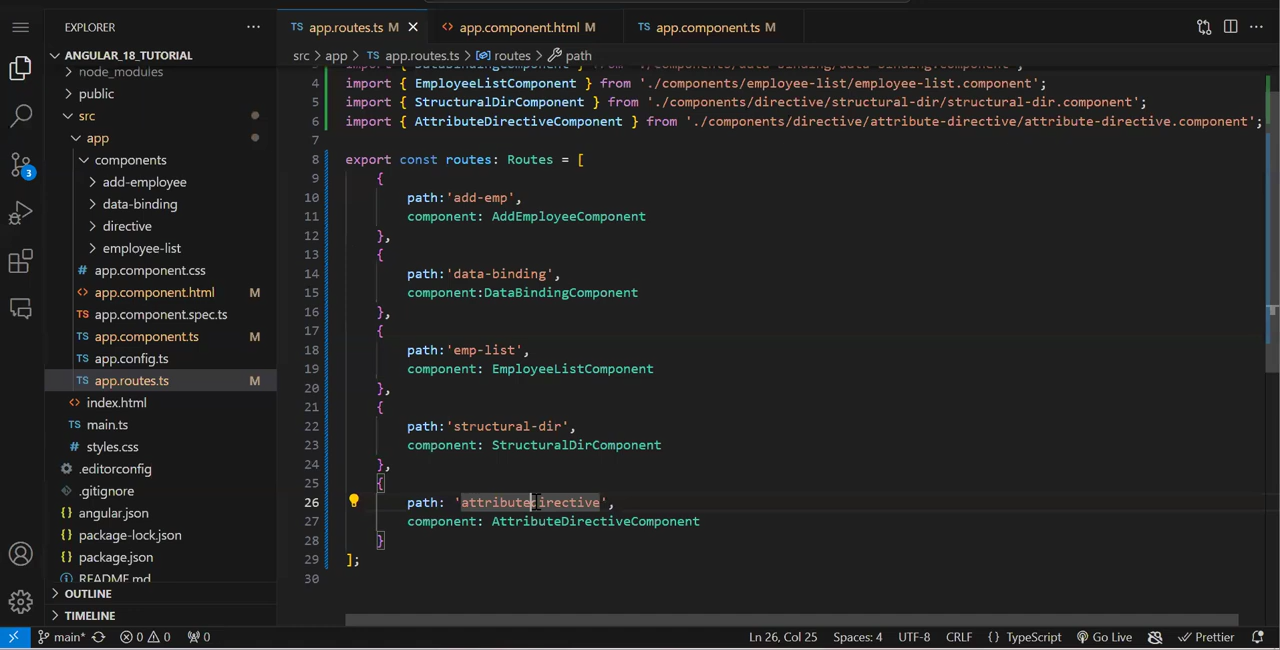 EXPLORER
ANGULAR_18_TUTORIAL
node_modules
public
src
app
components
add-employee
data-binding
directive
employee-list
app.component.css
app.component.html M
app.component.spec.ts
app.component.ts M
app.config.ts
app.routes.ts M
index.html
main.ts
styles.css
.editorconfig
.gitignore
angular.json
package-lock.json
package.json
README.md
OUTLINE
TIMELINE
3
app.routes.ts M
app.component.html M
app.component.ts M
src > app > app.routes.ts > routes > path
4 import { EmployeeListComponent } from './components/employee-list/employee-list.component';
5 import { StructuralDirComponent } from './components/directive/structural-dir/structural-dir.component';
6 import { AttributeDirectiveComponent } from './components/directive/attribute-directive/attribute-directive.component';
7
8 export const routes: Routes = [
9 {
10 path:'add-emp',
11 component: AddEmployeeComponent
12 },
13 {
14 path:'data-binding',
15 component:DataBindingComponent
16 },
17 {
18 path:'emp-list',
19 component: EmployeeListComponent
20 },
21 {
22 path:'structural-dir',
23 component: StructuralDirComponent
24 },
25 {
26 path: 'attributedirective',
27 component: AttributeDirectiveComponent
28 }
29 ];
30
main* 0 0 0 Ln 26, Col 25 Spaces: 4 UTF-8 CRLF {} TypeScript Go Live Prettier